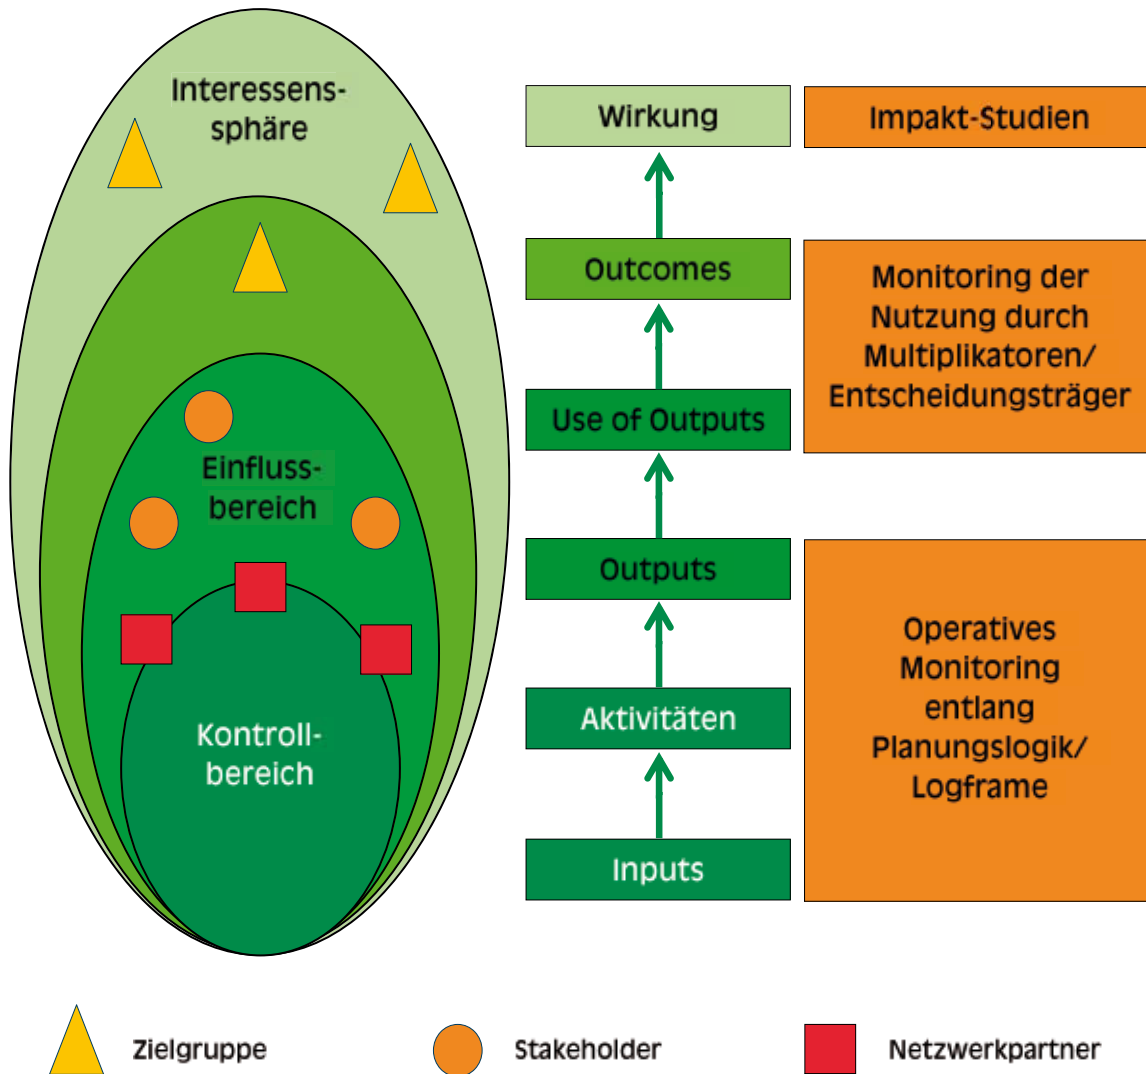 Interessens-
sphäre
Einfluss-
bereich
Kontroll-
bereich
Wirkung
Outcomes
Use of Outputs
Outputs
Aktivitäten
Inputs
Impakt-Studien
Monitoring der
Nutzung durch
Multiplikatoren/
Entscheidungsträger
Operatives
Monitoring
entlang
Planungslogik/
Logframe
Zielgruppe
Stakeholder
Netzwerkpartner